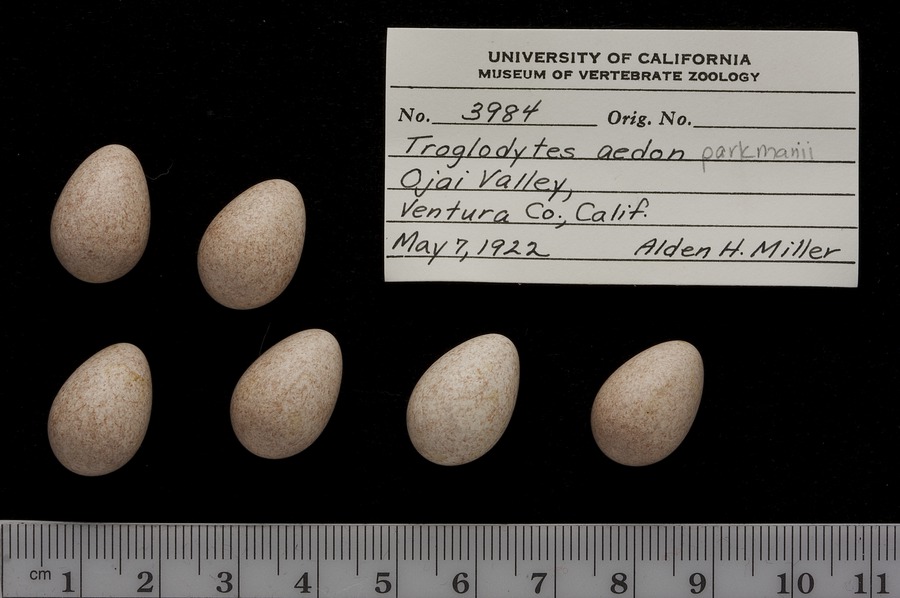 UNIVERSITY OF CALIFORNIA
MUSEUM OF VERTEBRATE ZOOLOGY
No. 3984 Orig. No.
Troglodytes aedon parkmanii
Ojai Valley,
Ventura Co., Calif.
May 7, 1922 Alden H. Miller
cm 1 2 3 4 5 6 7 8 9 10 11